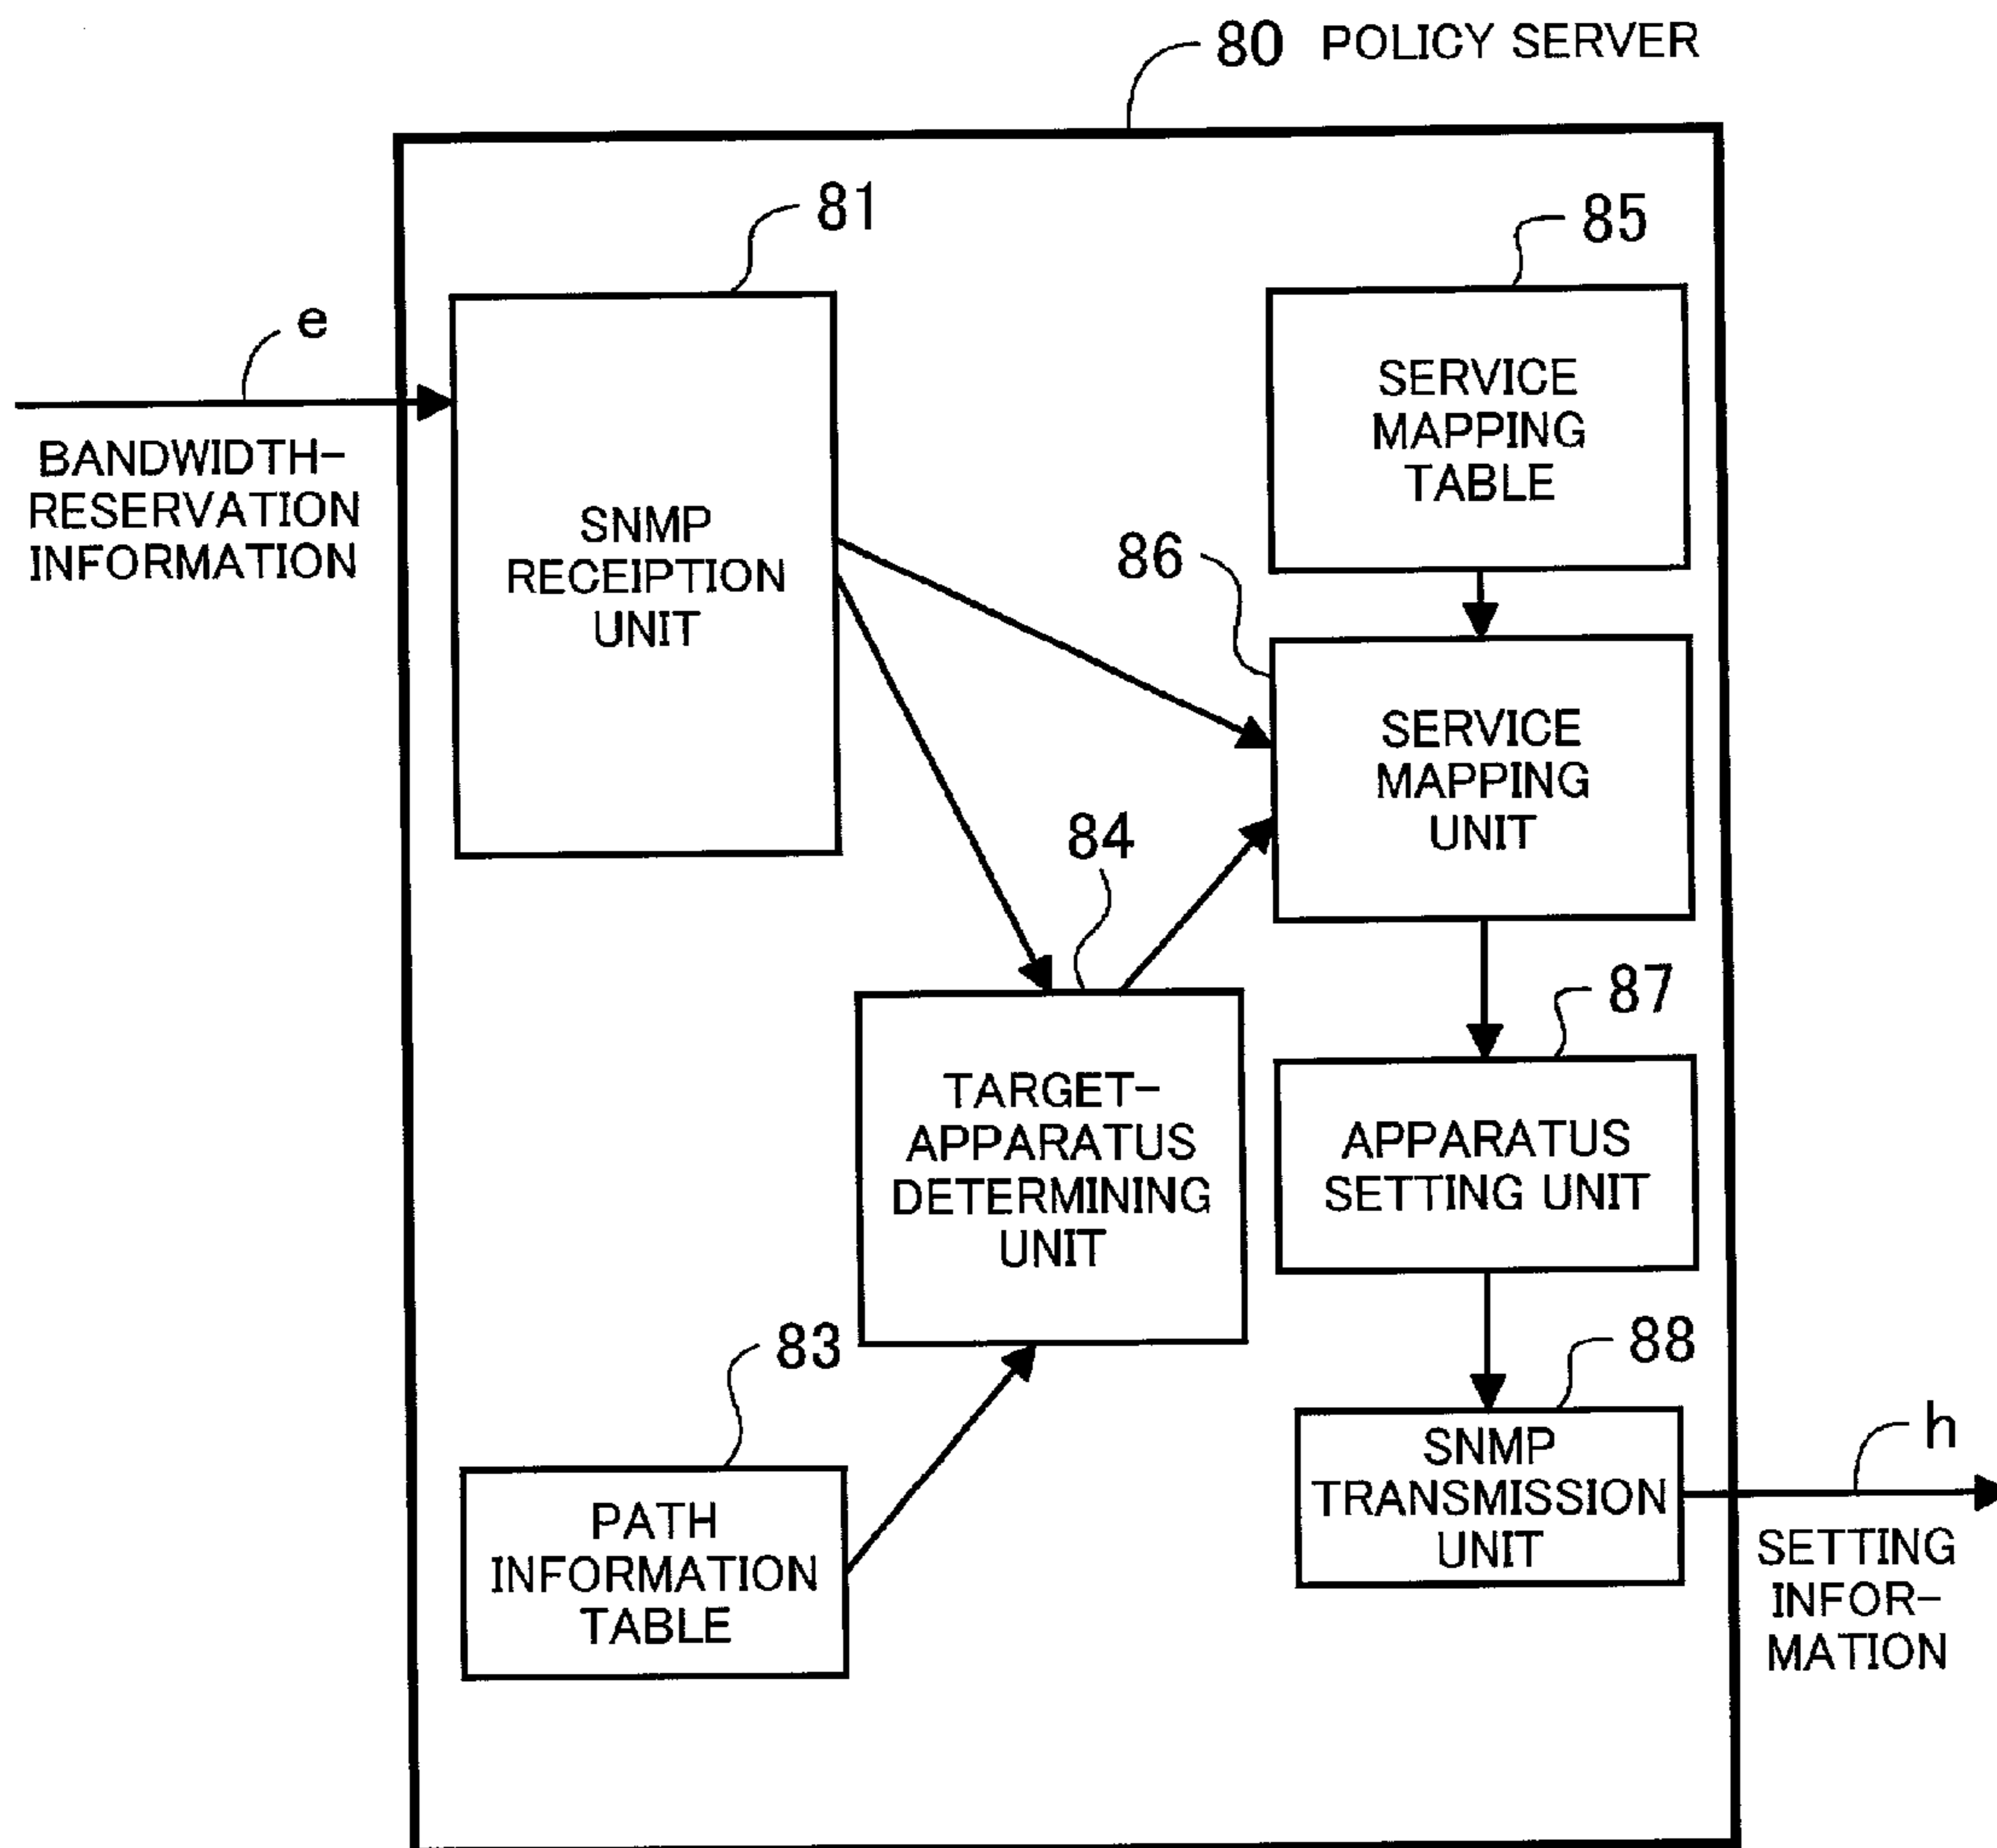 80 POLICY SERVER
81
85
e
BANDWIDTH-
RESERVATION
INFORMATION
SNMP
RECEIPTION
UNIT
SERVICE
MAPPING
TABLE
86
SERVICE
MAPPING
UNIT
84
TARGET-
APPARATUS
DETERMINING
UNIT
87
APPARATUS
SETTING UNIT
83
PATH
INFORMATION
TABLE
88
SNMP
TRANSMISSION
UNIT
h
SETTING
INFOR-
MATION